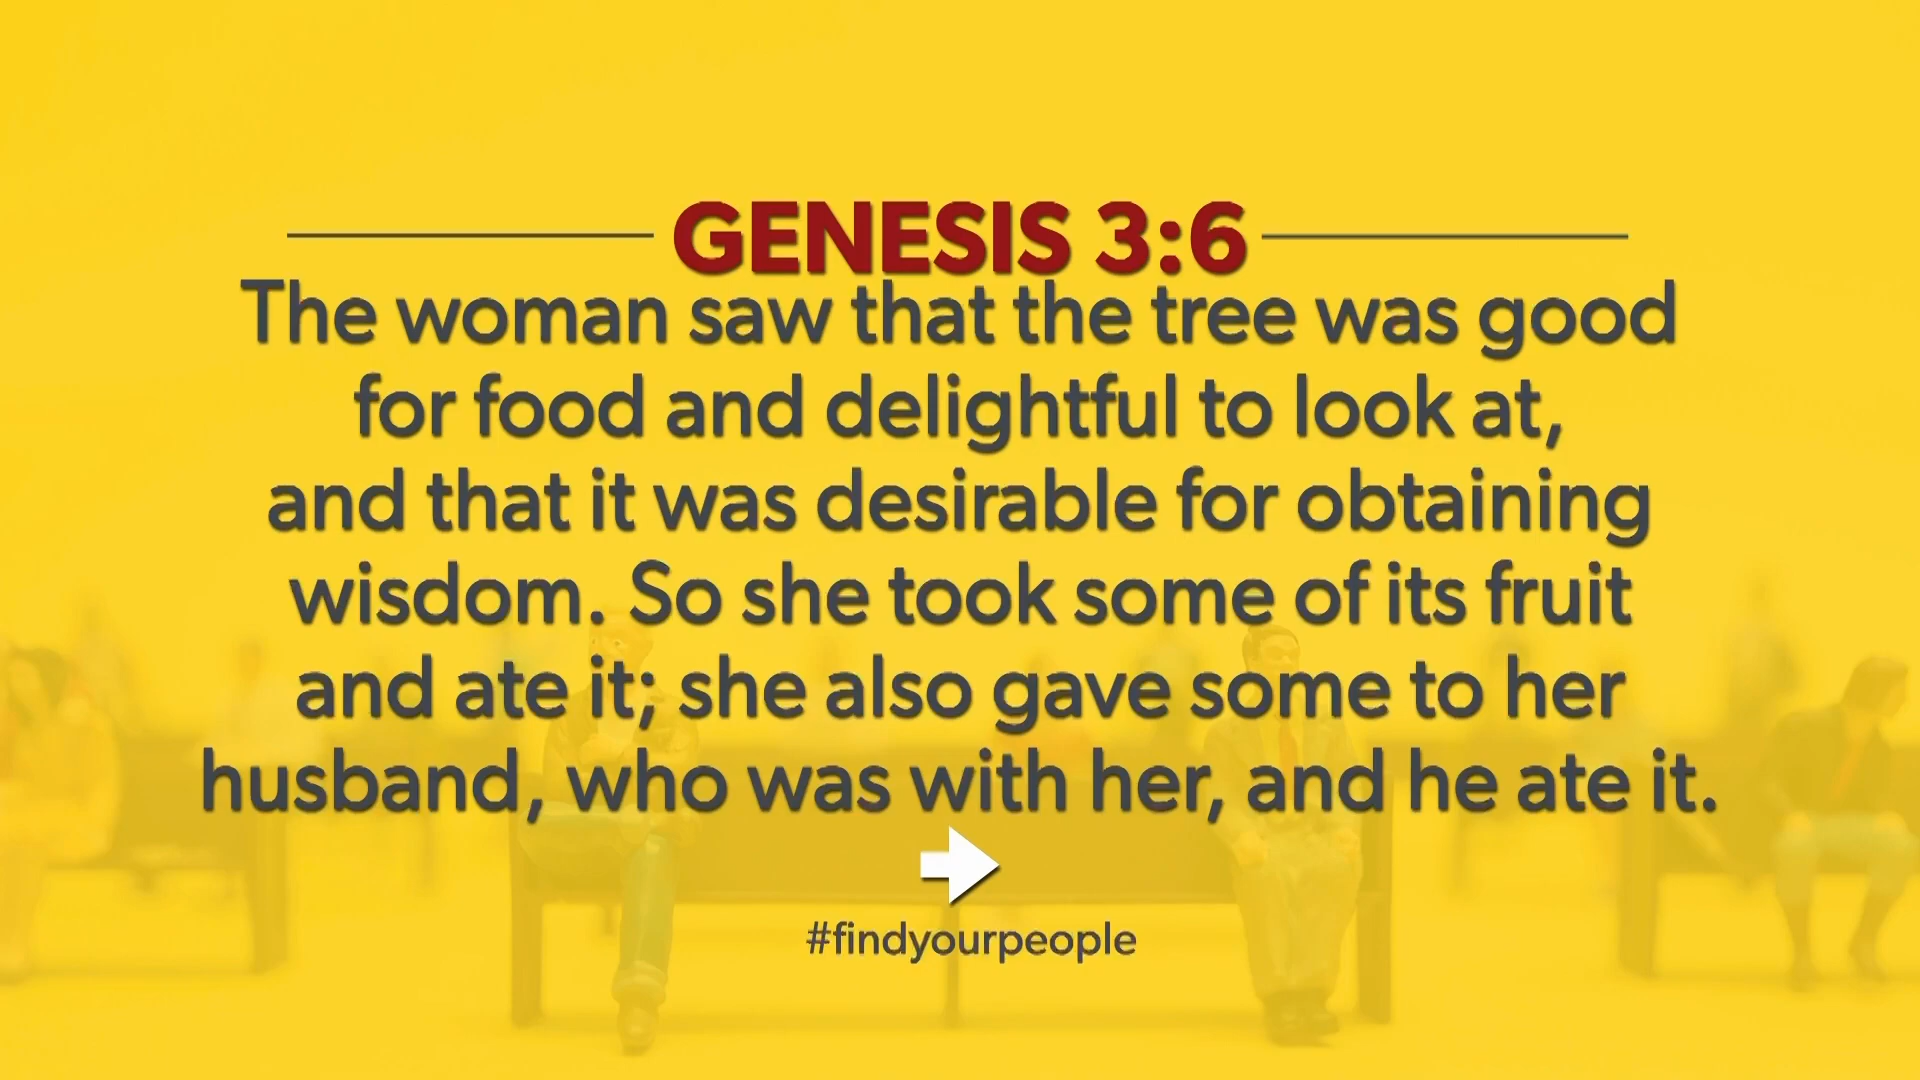 GENESIS 3:6
The woman saw that the tree was good
for food and delightful to look at,
and that it was desirable for obtaining
wisdom. So she took some of its fruit
and ate it; she also gave some to her
husband, who was with her, and he ate it.
#findyourpeople